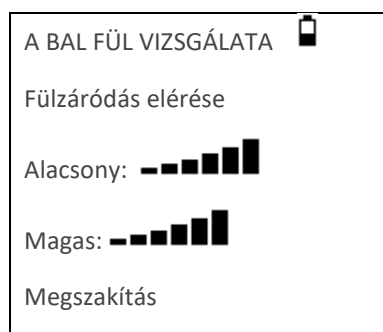 A BAL FÜL VIZSGÁLATA
Fülzáródás elérése
Alacsony:
Magas:
Megszakítás